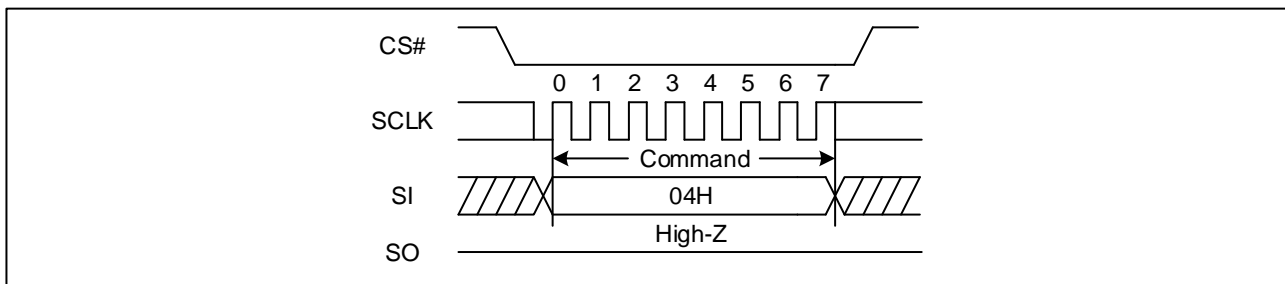 CS#
0 1 2 3 4 5 6 7
SCLK
Command
SI 04H
High-Z
SO